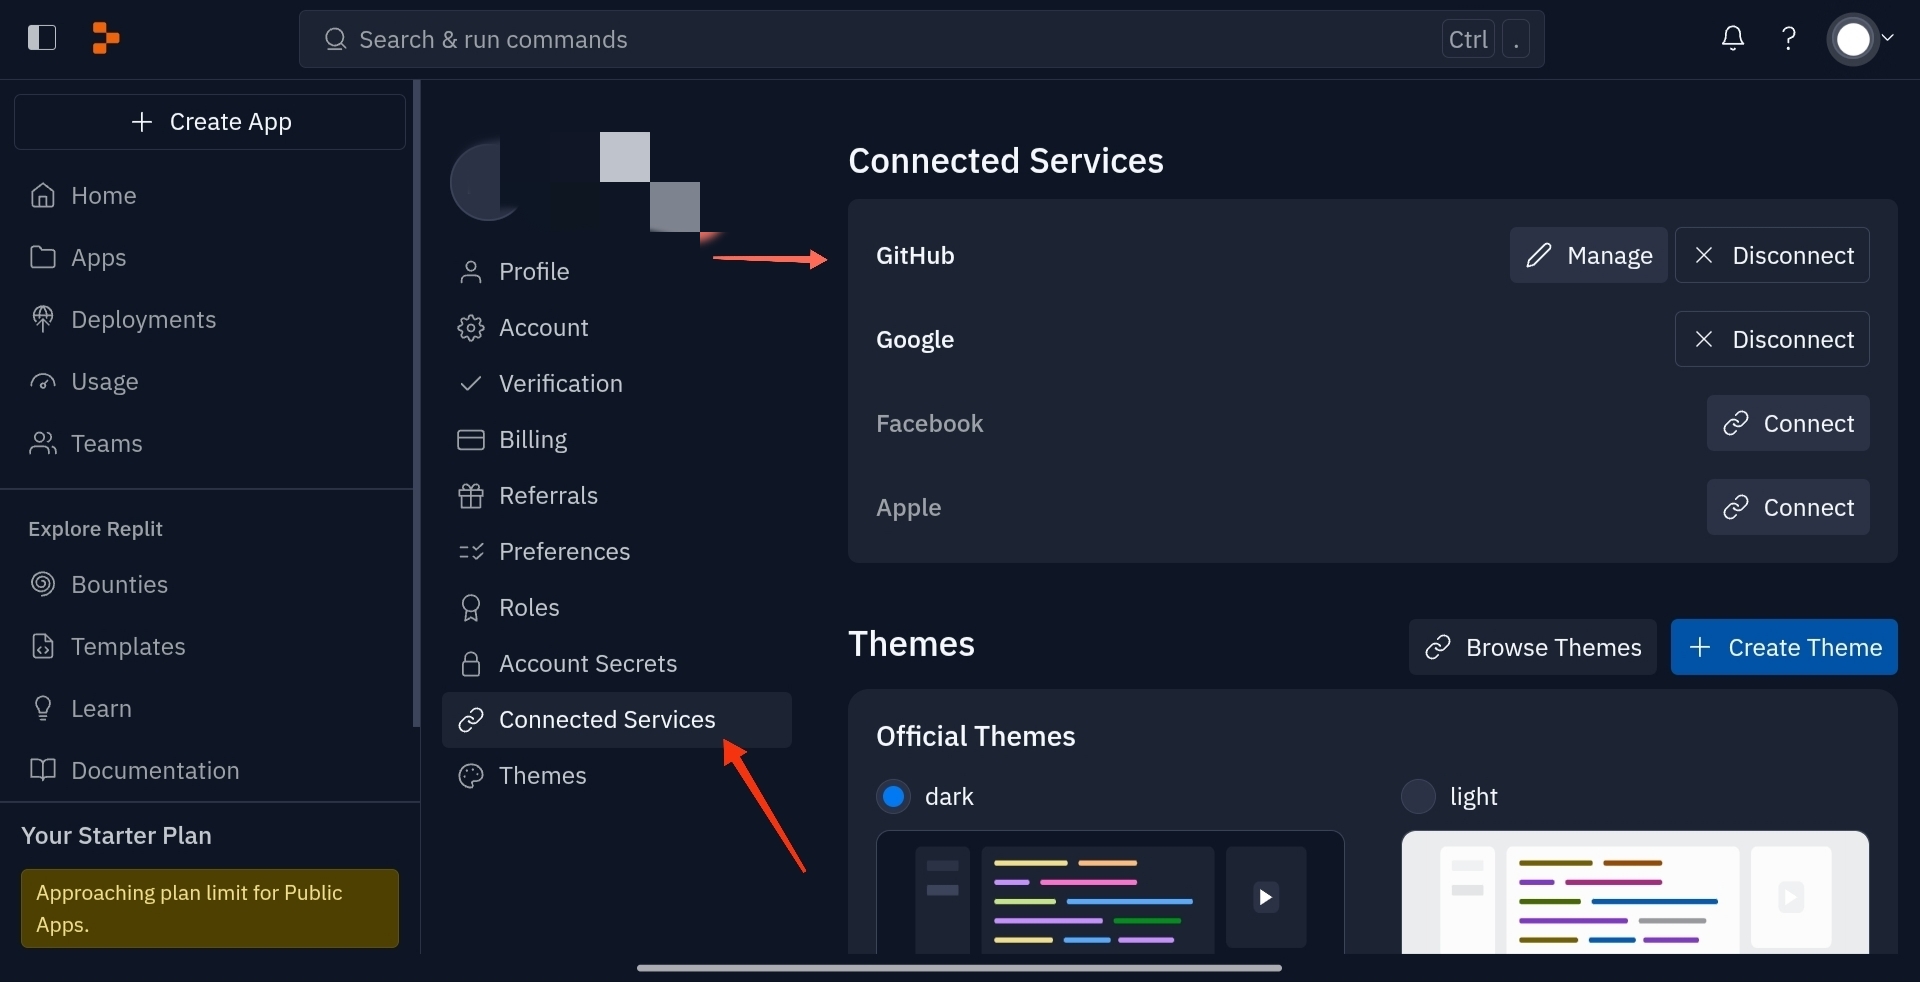 Search & run commands
Ctrl
.
Create App
Home
Apps
Deployments
Usage
Teams
Explore Replit
Bounties
Templates
Learn
Documentation
Your Starter Plan
Approaching plan limit for Public
Apps.
Profile
Account
Verification
Billing
Referrals
Preferences
Roles
Account Secrets
Connected Services
Themes
Connected Services
GitHub
Manage
Disconnect
Google
Disconnect
Facebook
Connect
Apple
Connect
Themes
Browse Themes
Create Theme
Official Themes
dark
light